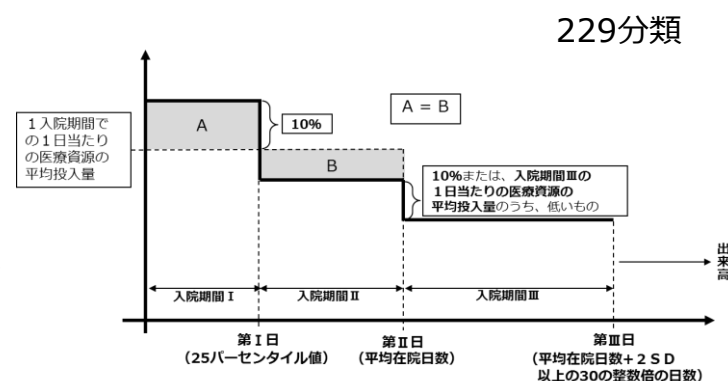 229分類
1入院期間で
の1日当たり
の医療資源の
平均投入量
A
10%
A = B
B
10%または、入院期間Ⅲの
1日当たりの医療資源の
平均投入量のうち、低いもの
出来高
入院期間Ⅰ
入院期間Ⅱ
入院期間Ⅲ
第Ⅰ日
(25パーセンタイル値)
第Ⅱ日
(平均在院日数)
第Ⅲ日
(平均在院日数+2SD
以上の30の整数倍の日数)